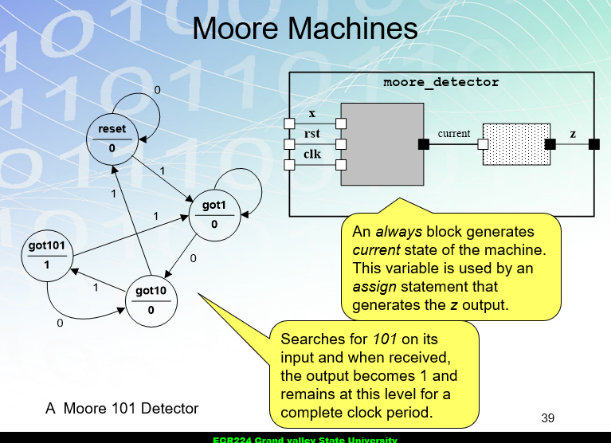 Moore Machines
0
reset
0
1
1
got1
0
1
0
got101
1
1
got10
0
0
moore_detector
x
rst
clk
current
z
An always block generates
current state of the machine.
This variable is used by an
assign statement that
generates the z output.
Searches for 101 on its
input and when received,
the output becomes 1 and
remains at this level for a
complete clock period.
A Moore 101 Detector
39
EGR224 Grand valley State University